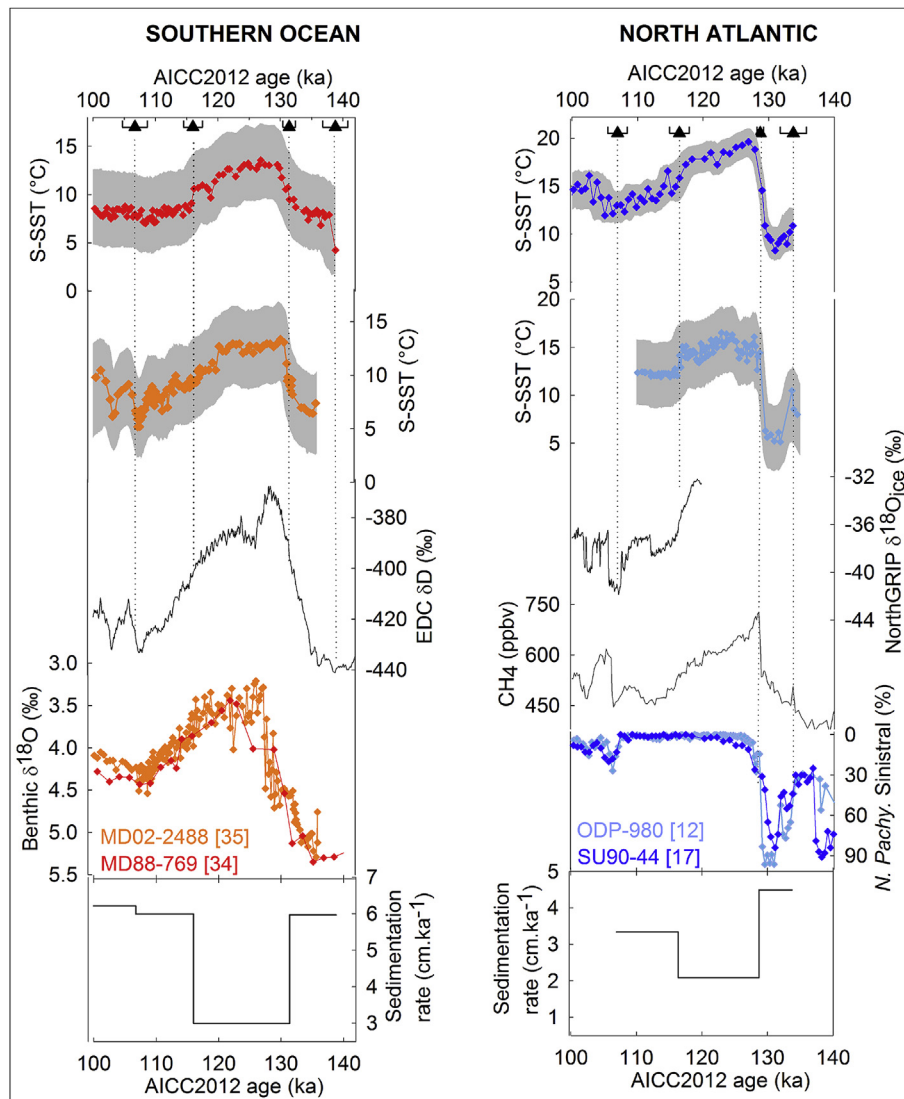 SOUTHERN OCEAN
AICC2012 age (ka)
100 110 120 130 140
15
10
5
0
S-SST (°C)
15
10
5
0
S-SST (°C)
-380
-400
-420
-440
EDC δD (‰)
3.0
3.5
4.0
4.5
5.0
5.5
Benthic δ18O (‰)
MD02-2488 [35]
MD88-769 [34]
7
6
5
4
3
Sedimentation
rate (cm.ka-1)
100 110 120 130 140
AICC2012 age (ka)
NORTH ATLANTIC
AICC2012 age (ka)
100 110 120 130 140
20
15
10
5
S-SST (°C)
20
15
10
5
S-SST (°C)
-32
-36
-40
-44
NorthGRIP δ18Oice (‰)
750
600
450
CH4 (ppbv)
0
30
60
90
N. Pachy. Sinistral (%)
ODP-980 [12]
SU90-44 [17]
5
4
3
2
1
Sedimentation
rate (cm.ka-1)
100 110 120 130 140
AICC2012 age (ka)